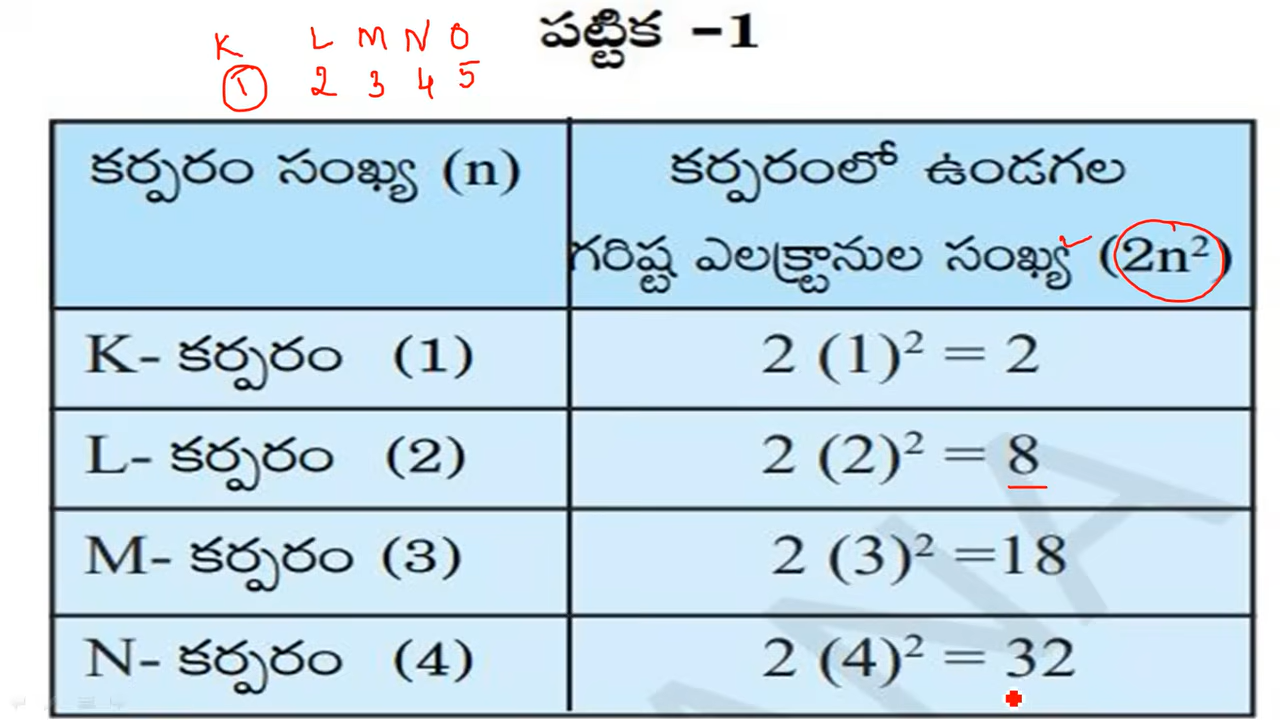 పట్టిక -1
K L M N O
1 2 3 4 5
కర్పరం సంఖ్య (n)
కర్పరంలో ఉండగల
గరిష్ట ఎలక్ట్రానుల సంఖ్య (2n²)
K- కర్పరం (1) 2 (1)² = 2
L- కర్పరం (2) 2 (2)² = 8
M- కర్పరం (3) 2 (3)² =18
N- కర్పరం (4) 2 (4)² = 32